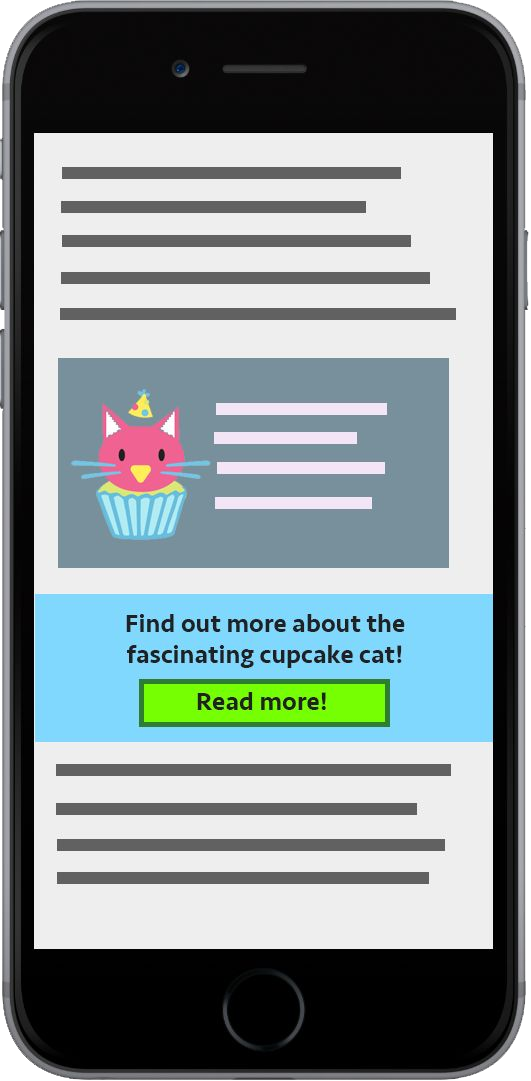 Find out more about the
fascinating cupcake cat!
Read more!